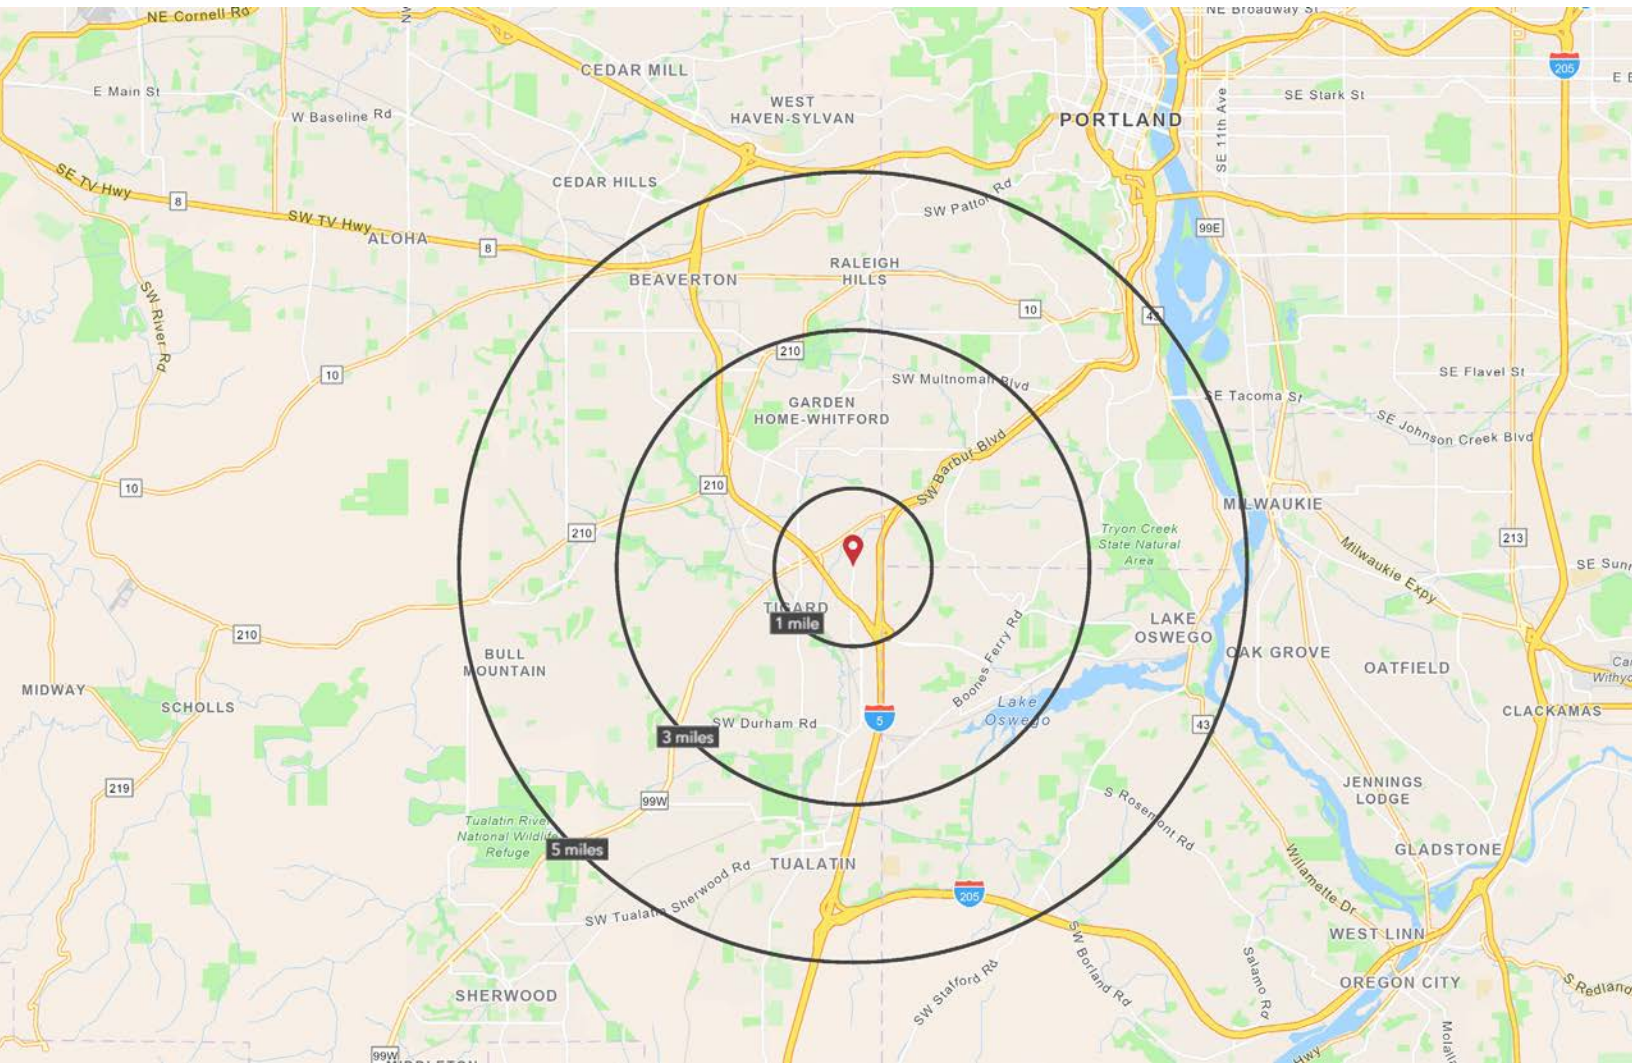 NE Cornell Rd
NE Broadway St
205
CEDAR MILL
E Main St
W Baseline Rd
WEST
HAVEN-SYLVAN
PORTLAND
SE Stark St
SE 11th Ave
SE TV Hwy
8
CEDAR HILLS
SW Patton Rd
SW TV Hwy
ALOHA
8
99E
BEAVERTON
RALEIGH
HILLS
SW River Rd
10
43
210
10
SW Multnomah Blvd
SE Flavel St
SE Tacoma St
GARDEN
HOME-WHITFORD
SE Johnson Creek Blvd
SW Barbur Blvd
10
210
MILWAUKIE
210
Tryon Creek
State Natural
Area
213
Milwaukie Expy
TIGARD
1 mile
LAKE
OSWEGO
210
BULL
MOUNTAIN
Boones Ferry Rd
OAK GROVE
OATFIELD
MIDWAY
SCHOLLS
Lake
Oswego
CLACKAMAS
5
SW Durham Rd
43
3 miles
219
99W
S Rosemont Rd
JENNINGS
LODGE
Tualatin River
National Wildlife
Refuge
5 miles
TUALATIN
GLADSTONE
SW Tualatin Sherwood Rd
205
Willamette Dr
WEST LINN
SW Stafford Rd
SW Borland Rd
Salamo Rd
OREGON CITY
SHERWOOD
S Redland
99W
Hwy